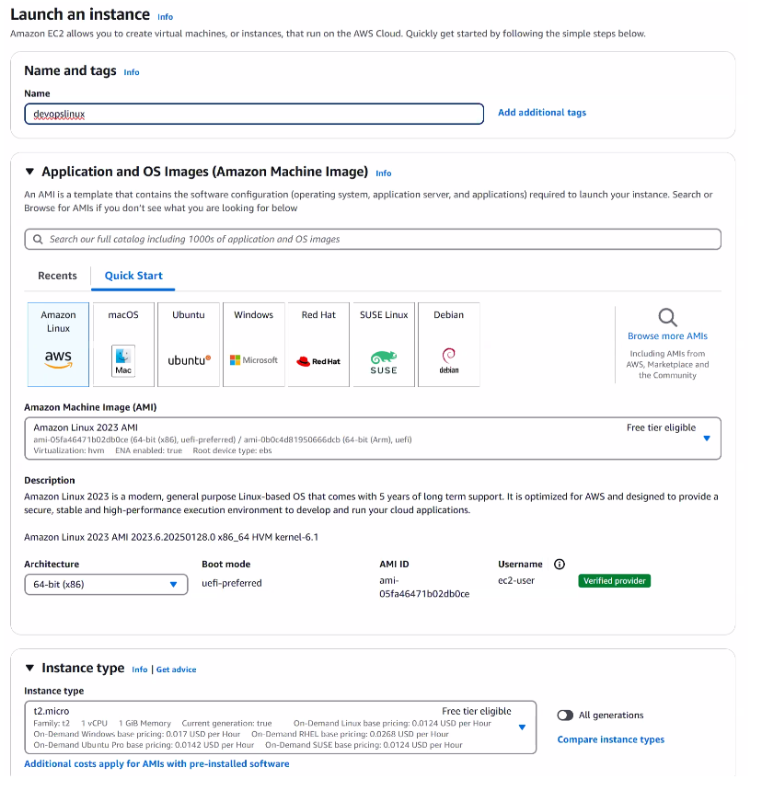 Launch an instance Info
Amazon EC2 allows you to create virtual machines, or instances, that run on the AWS Cloud. Quickly get started by following the simple steps below.
Name and tags Info
Name
devopslinux
Add additional tags
Application and OS Images (Amazon Machine Image) Info
An AMI is a template that contains the software configuration (operating system, application server, and applications) required to launch your instance. Search or
Browse for AMIs if you don't see what you are looking for below
Search our full catalog including 1000s of application and OS images
Recents Quick Start
Amazon
Linux
aws
macOS
Mac
Ubuntu
ubuntu
Windows
Microsoft
Red Hat
Red Hat
SUSE Linux
SUSE
Debian
debian
Browse more AMIs
Including AMIs from
AWS, Marketplace and
the Community
Amazon Machine Image (AMI)
Amazon Linux 2023 AMI Free tier eligible
ami-05fa46471b02db0ce (64-bit (x86), uefi-preferred) / ami-0b0c4d81950666dcb (64-bit (Arm), uefi)
Virtualization: hvm ENA enabled: true Root device type: ebs
Description
Amazon Linux 2023 is a modern, general purpose Linux-based OS that comes with 5 years of long term support. It is optimized for AWS and designed to provide a
secure, stable and high-performance execution environment to develop and run your cloud applications.
Amazon Linux 2023 AMI 2023.6.20250128.0 x86_64 HVM kernel-6.1
Architecture
64-bit (x86)
Boot mode
uefi-preferred
AMI ID
ami-
05fa46471b02db0ce
Username
ec2-user
Verified provider
Instance type Info | Get advice
Instance type
t2.micro Free tier eligible
Family: t2 1 vCPU 1 GiB Memory Current generation: true On-Demand Linux base pricing: 0.0124 USD per Hour
On-Demand Windows base pricing: 0.017 USD per Hour On-Demand RHEL base pricing: 0.0268 USD per Hour
On-Demand Ubuntu Pro base pricing: 0.0142 USD per Hour On-Demand SUSE base pricing: 0.0124 USD per Hour
All generations
Compare instance types
Additional costs apply for AMIs with pre-installed software